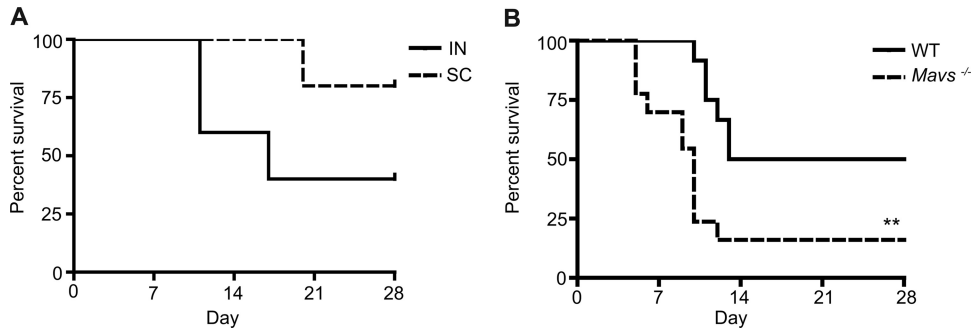 A
Percent survival
100
75
50
25
0
0 7 14 21 28
Day
IN
SC
B
Percent survival
100
75
50
25
0
0 7 14 21 28
Day
WT
Mavs -/-
**